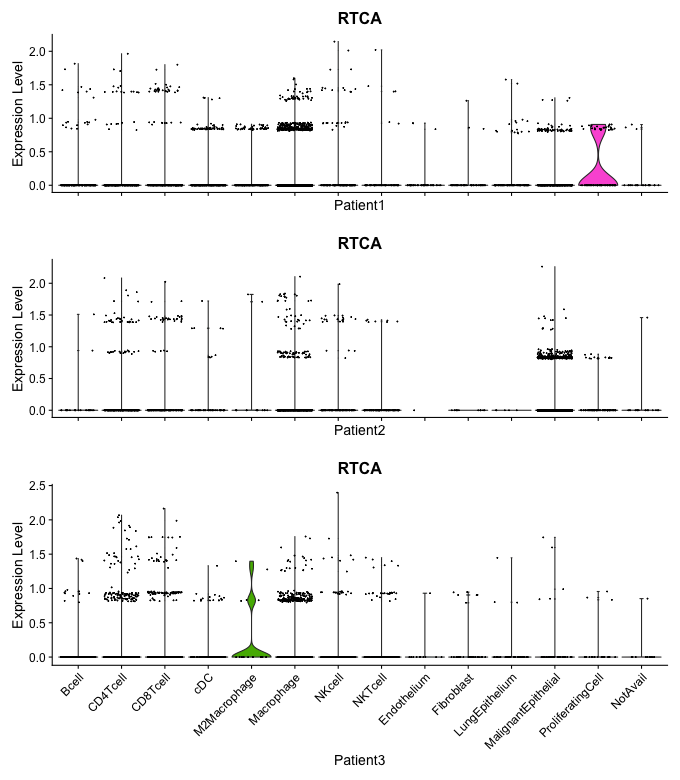 RTCA
Expression Level
2.0
1.5
1.0
0.5
0.0
Patient1
RTCA
Expression Level
2.0
1.5
1.0
0.5
0.0
Patient2
RTCA
Expression Level
2.5
2.0
1.5
1.0
0.5
0.0
Bcell
CD4Tcell
CD8Tcell
cDC
M2Macrophage
Macrophage
NKcell
NKTcell
Endothelium
Fibroblast
LungEpithelium
MalignantEpithelial
ProliferatingCell
NotAvail
Patient3